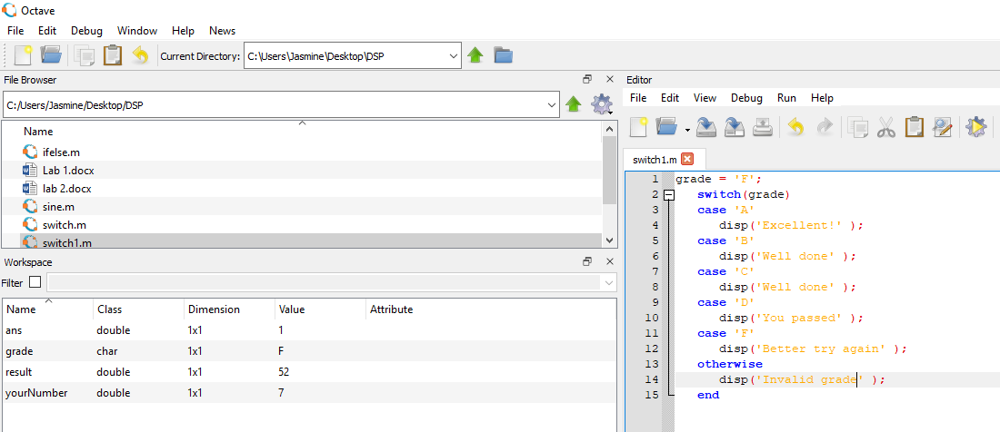 Octave
File Edit Debug Window Help News
Current Directory: C:\Users\Jasmine\Desktop\DSP
File Browser
C:/Users/Jasmine/Desktop/DSP
Name
ifelse.m
Lab 1.docx
lab 2.docx
sine.m
switch.m
switch1.m
Workspace
Filter
Name Class Dimension Value Attribute
ans double 1x1 1
grade char 1x1 F
result double 1x1 52
yourNumber double 1x1 7
Editor
File Edit View Debug Run Help
switch1.m
1 grade = 'F';
2 switch(grade)
3 case 'A'
4 disp('Excellent!' );
5 case 'B'
6 disp('Well done' );
7 case 'C'
8 disp('Well done' );
9 case 'D'
10 disp('You passed' );
11 case 'F'
12 disp('Better try again' );
13 otherwise
14 disp('Invalid grade' );
15 end